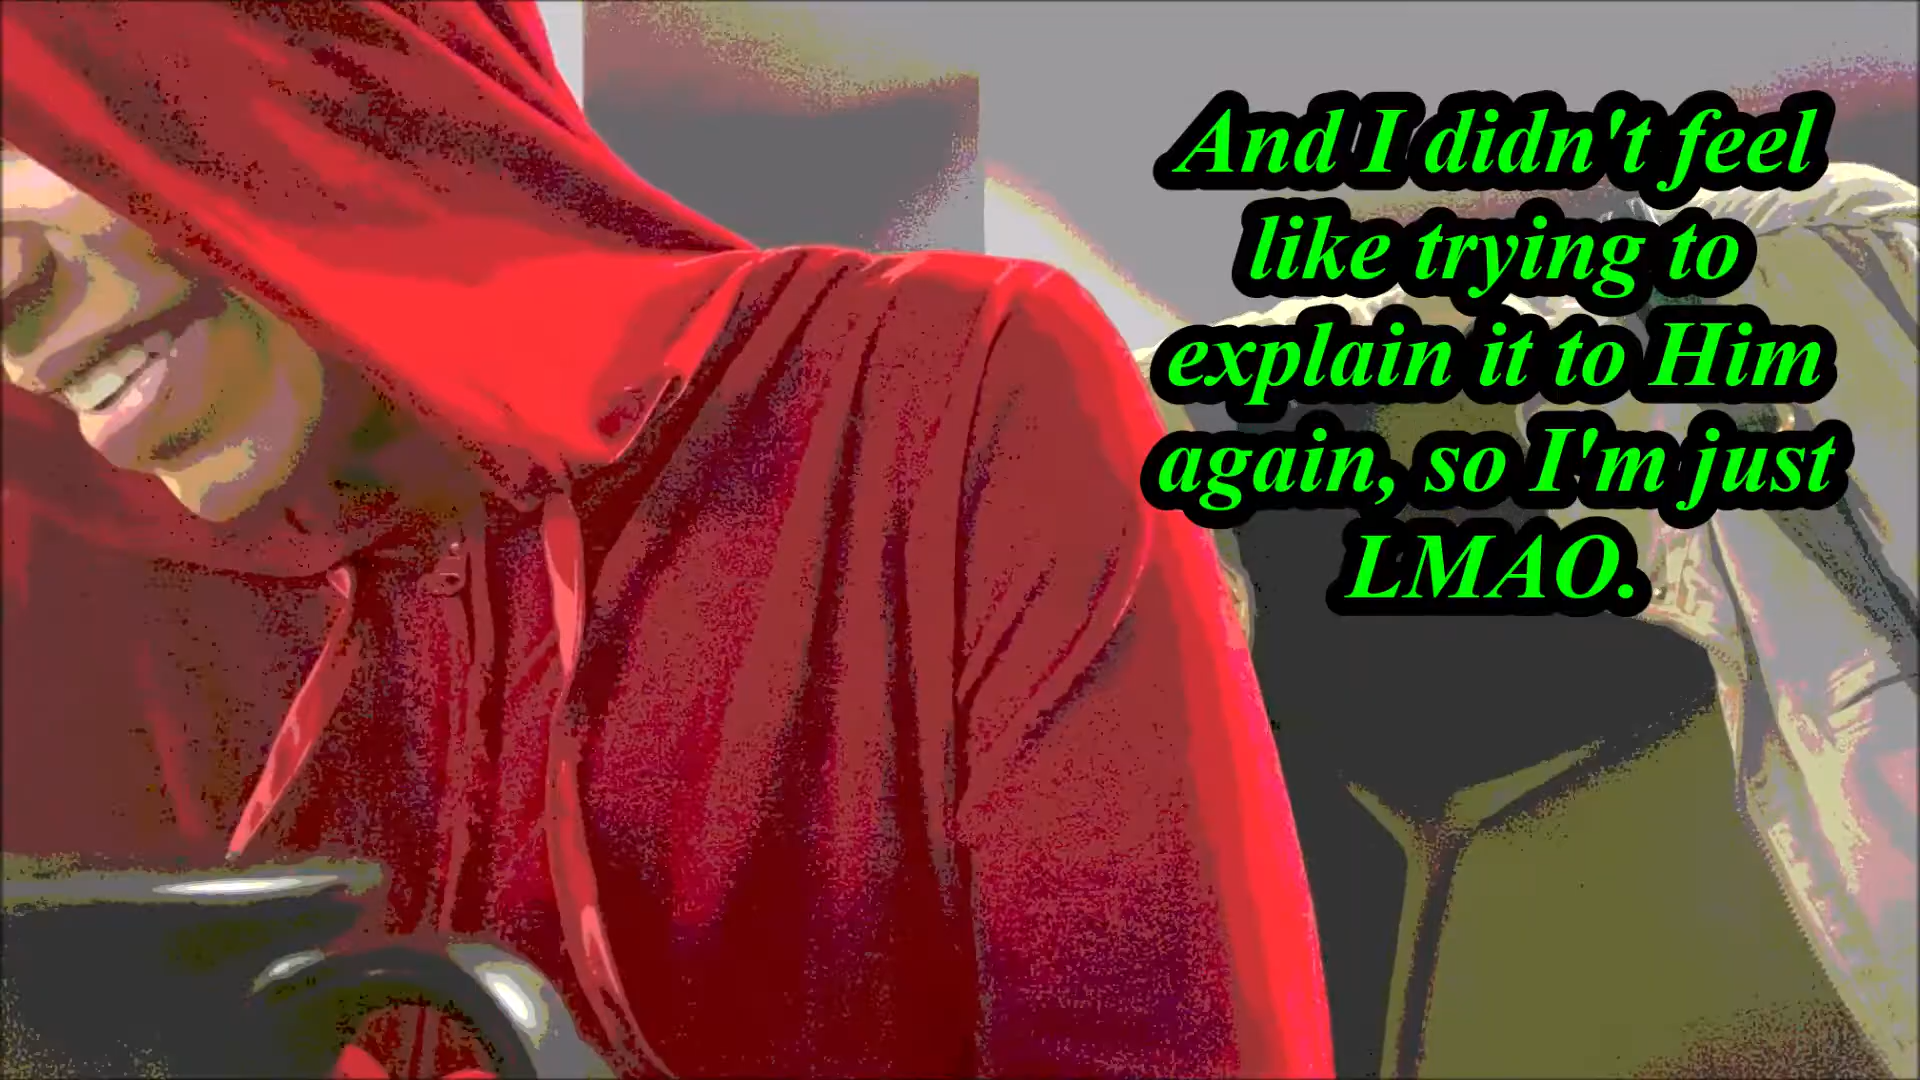 And I didn't feel
like trying to
explain it to Him
again, so I'm just
LMAO.